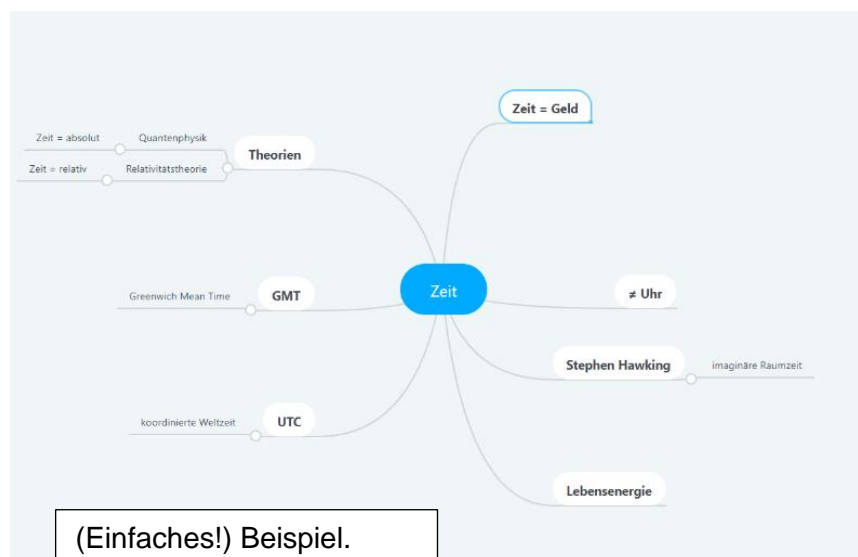 Zeit = Geld
Zeit = absolut Quantenphysik
Theorien
Zeit = relativ Relativitätstheorie
Zeit
≠ Uhr
Greenwich Mean Time GMT
Stephen Hawking imaginäre Raumzeit
koordinierte Weltzeit UTC
Lebensenergie
(Einfaches!) Beispiel.